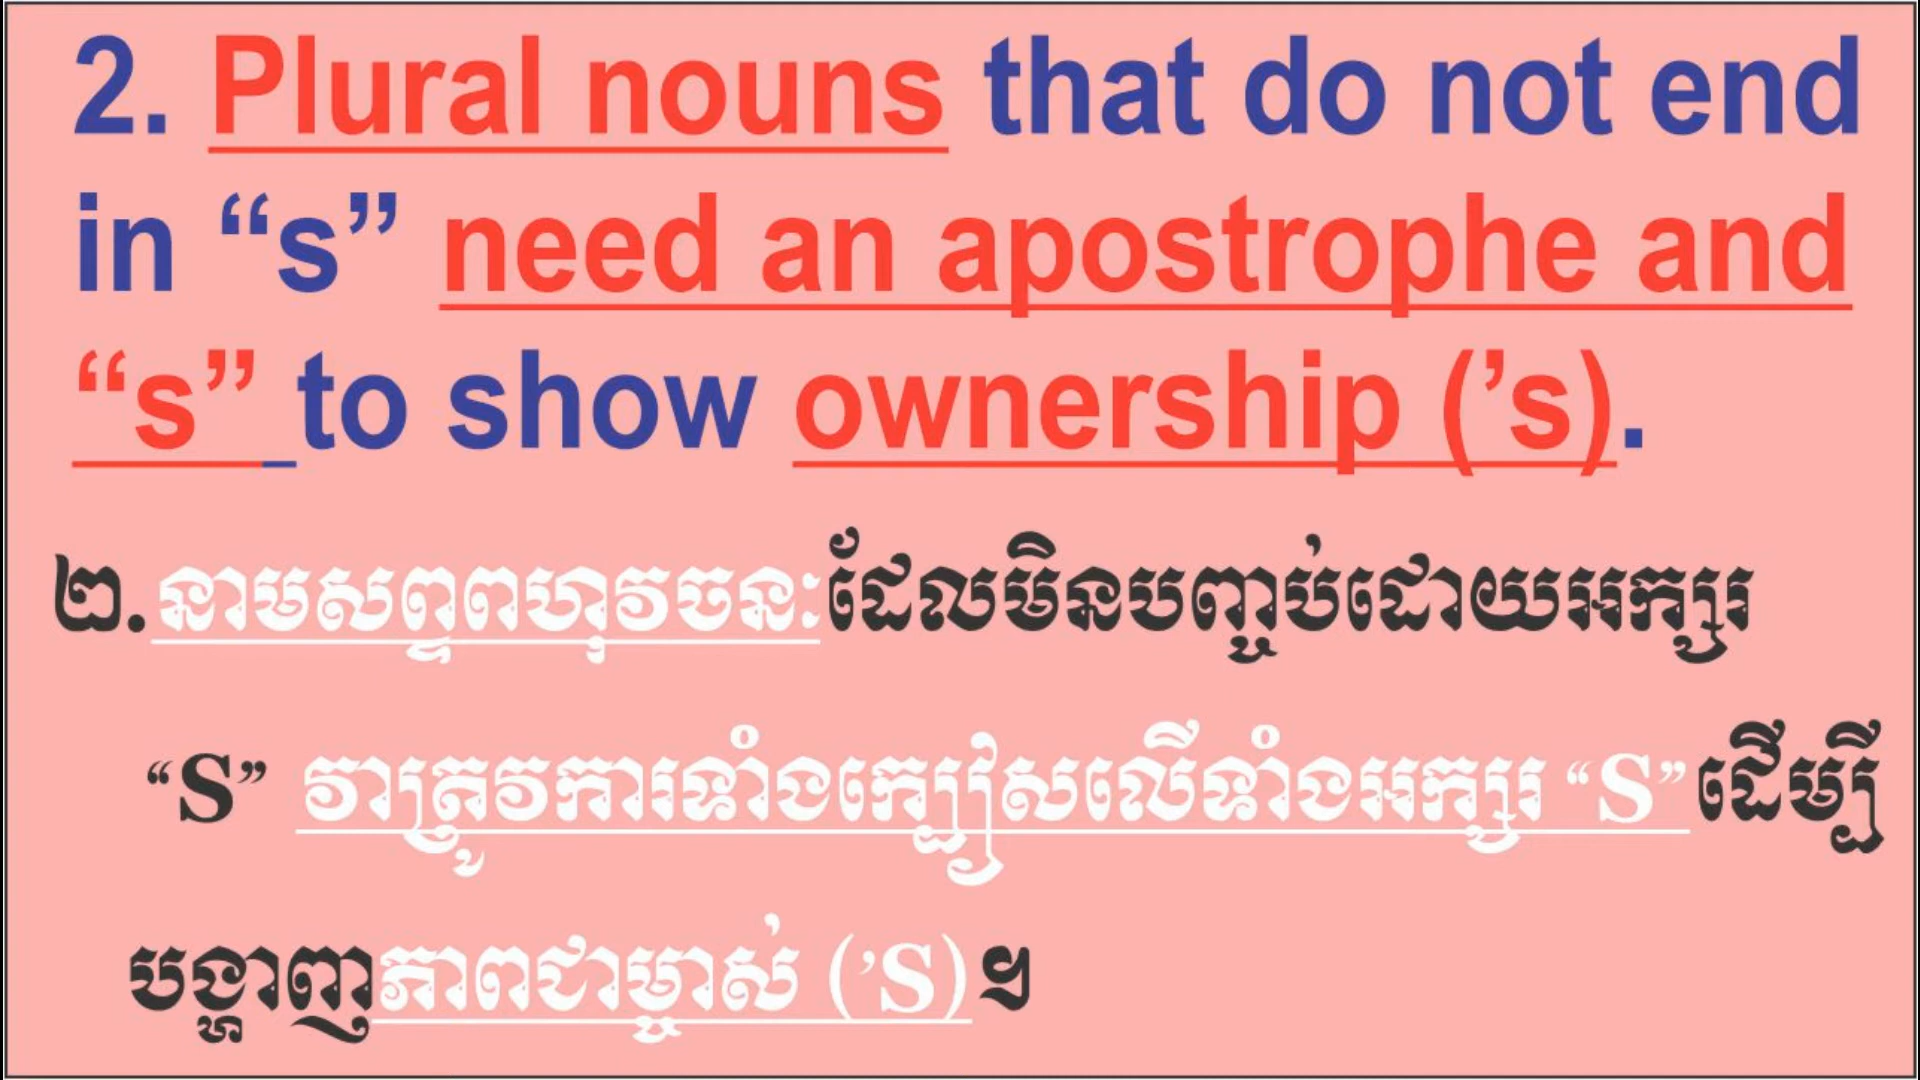 2. Plural nouns that do not end
in “s” need an apostrophe and
“s” to show ownership (’s).
២. នាមសព្ទពហុវចនៈដែលមិនបញ្ចប់ដោយអក្សរ
“S” វាត្រូវការទាំងក្បៀសលើទាំងអក្សរ “S” ដើម្បី
បង្ហាញភាពជាម្ចាស់ (’S)។